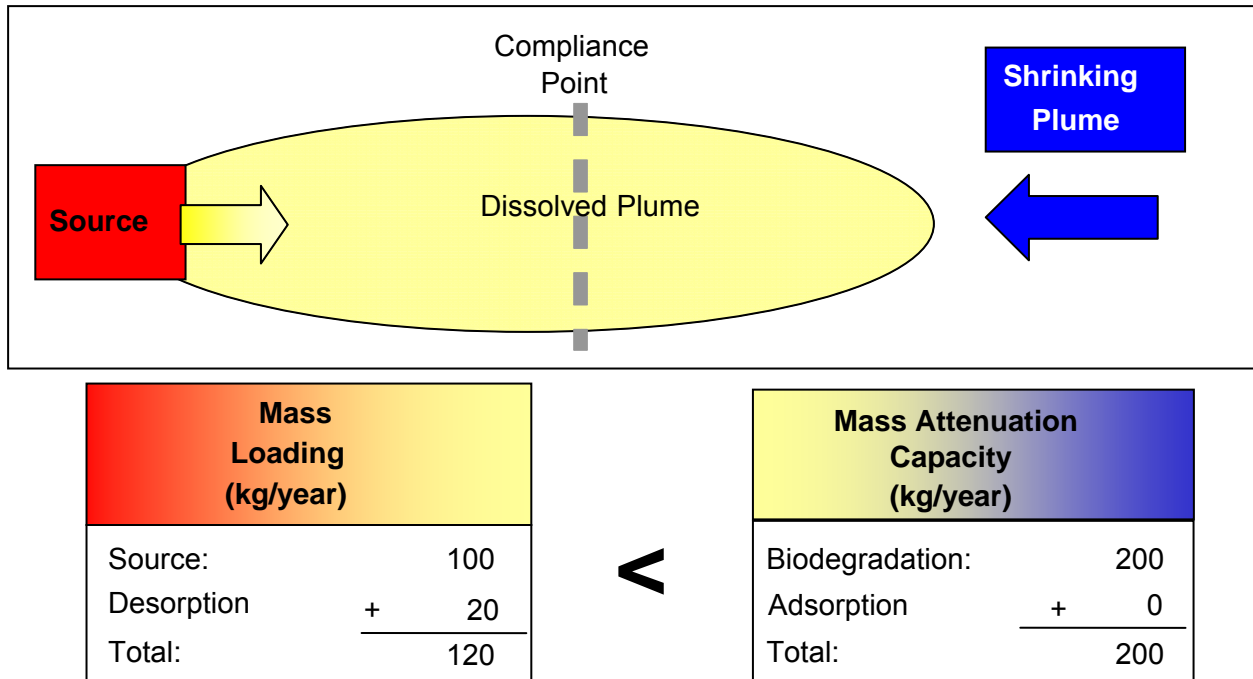 Compliance
Point
Shrinking
Plume
Source
Dissolved Plume
Mass
Loading
(kg/year)
Source: 100
Desorption + 20
Total: 120
<
Mass Attenuation
Capacity
(kg/year)
Biodegradation: 200
Adsorption + 0
Total: 200